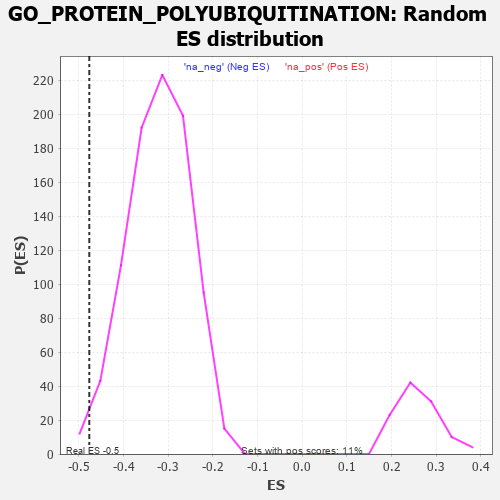 GO_PROTEIN_POLYUBIQUITINATION: Random
ES distribution
'na_neg' (Neg ES) 'na_pos' (Pos ES)
P(ES)
220
200
180
160
140
120
100
80
60
40
20
0
Real ES -0.5
Sets with pos scores: 11%
-0.5 -0.4 -0.3 -0.2 -0.1 0.0 0.1 0.2 0.3 0.4
ES